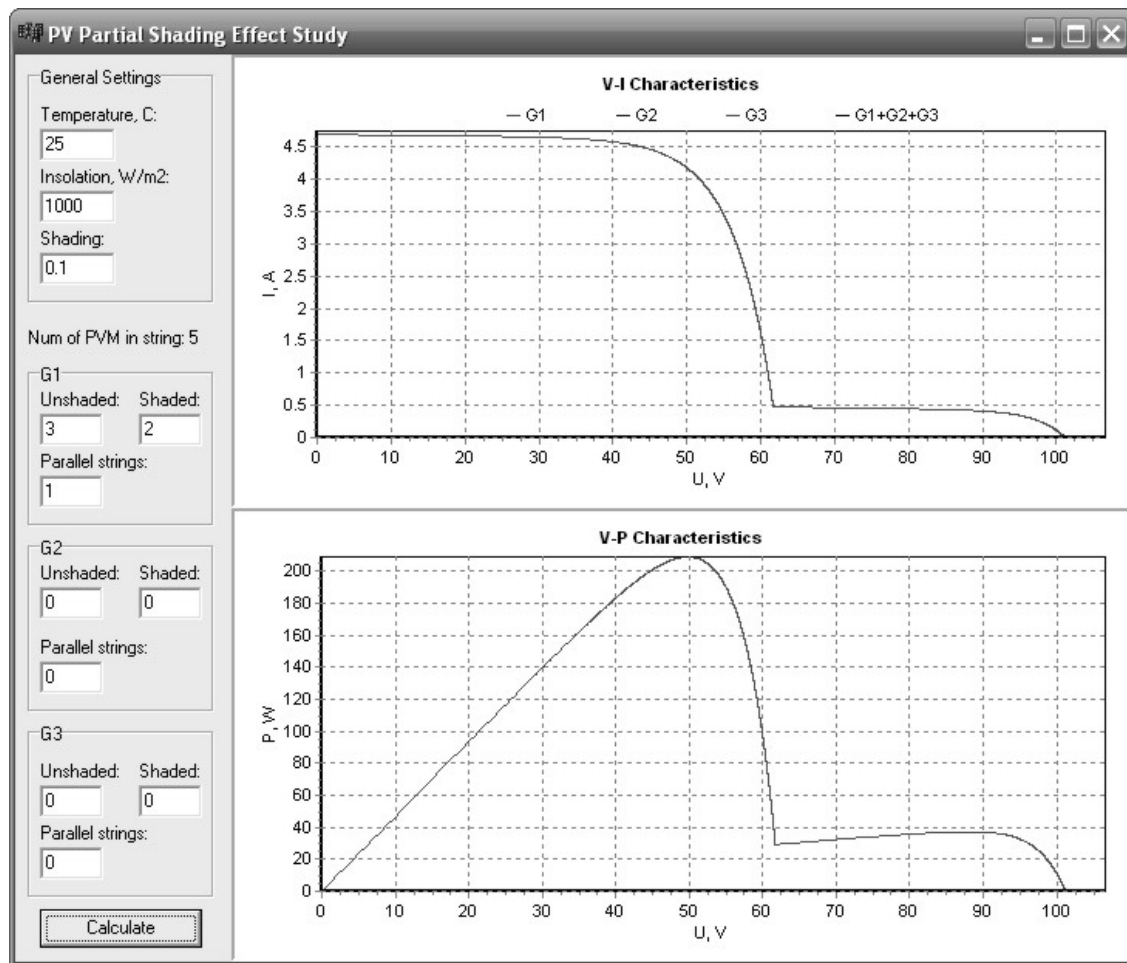 PV Partial Shading Effect Study
General Settings
Temperature, C:
25
Insolation, W/m2:
1000
Shading:
0.1
Num of PVM in string: 5
G1
Unshaded: Shaded:
3 2
Parallel strings:
1
G2
Unshaded: Shaded:
0 0
Parallel strings:
0
G3
Unshaded: Shaded:
0 0
Parallel strings:
0
Calculate
V-I Characteristics
— G1 — G2 — G3 — G1+G2+G3
4.5
4
3.5
3
2.5
2
1.5
1
0.5
0
I, A
0 10 20 30 40 50 60 70 80 90 100
U, V
V-P Characteristics
200
180
160
140
120
100
80
60
40
20
0
P, W
0 10 20 30 40 50 60 70 80 90 100
U, V